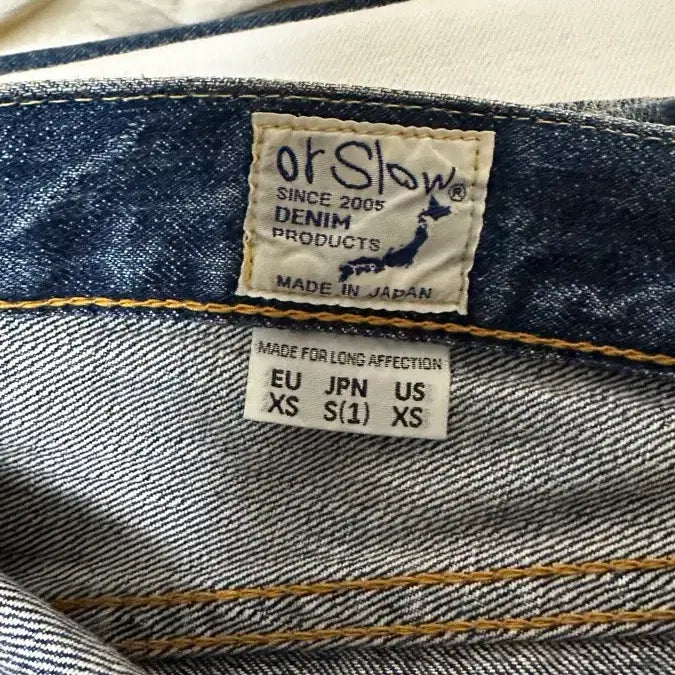 orSlow®
SINCE 2005
DENIM
PRODUCTS
MADE IN JAPAN
MADE FOR LONG AFFECTION
EU JPN US
XS S(1) XS